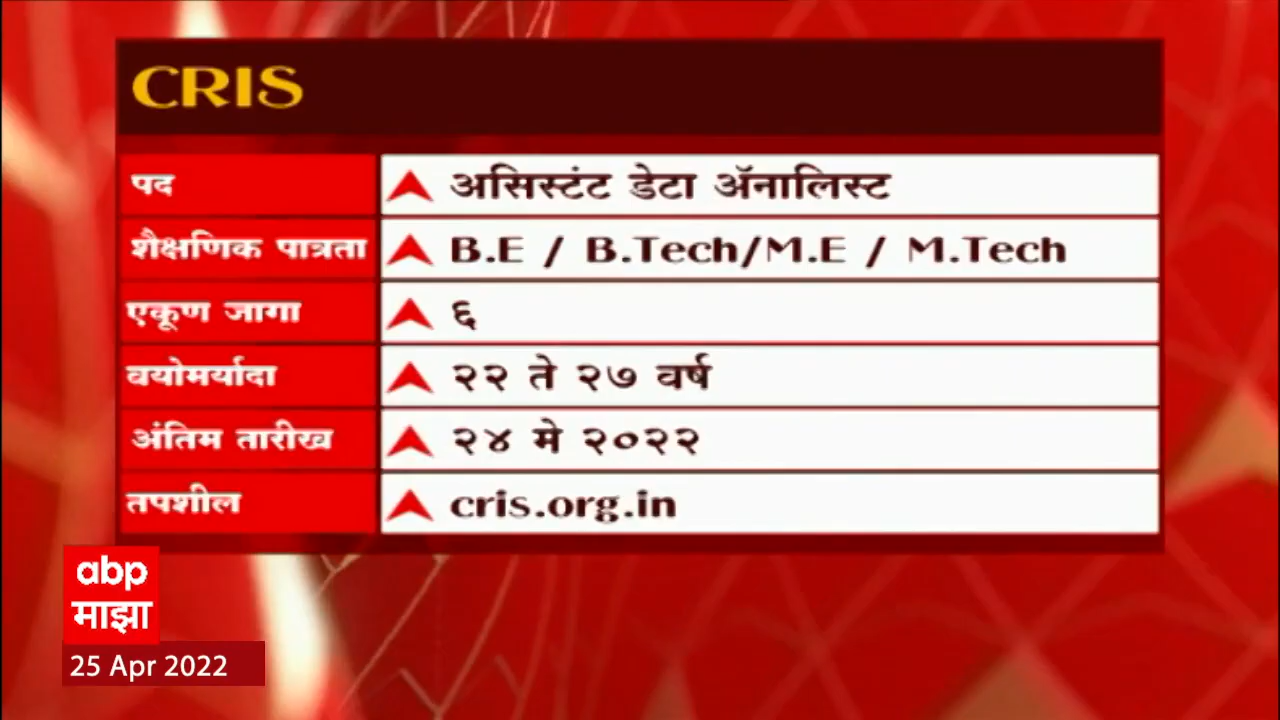 CRIS
पद असिस्टंट डेटा ॲनालिस्ट
शैक्षणिक पात्रता B.E / B.Tech/M.E / M.Tech
एकूण जागा ६
वयोमर्यादा २२ ते २७ वर्ष
अंतिम तारीख २४ मे २०२२
तपशील cris.org.in
abp
माझा
25 Apr 2022